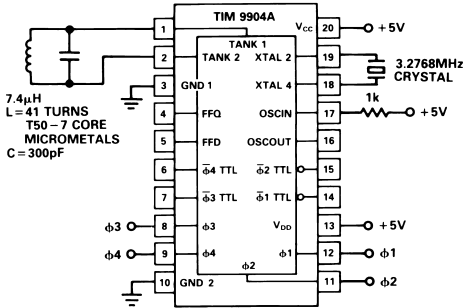 TIM 9904A
1
TANK 1
VCC
20
+5V
2
TANK 2
XTAL 2
19
3.2768MHz
CRYSTAL
3
GND 1
XTAL 4
18
7.4μH
L=41 TURNS
T50–7 CORE
MICROMETALS
C=300pF
1k
4
FFQ
OSCIN
17
+5V
5
FFD
OSCOUT
16
6
φ̅4 TTL
φ̅2 TTL
15
7
φ̅3 TTL
φ̅1 TTL
14
φ3
8
φ3
VDD
13
+5V
φ4
9
φ4
φ1
12
φ1
φ2
10
GND 2
11
φ2